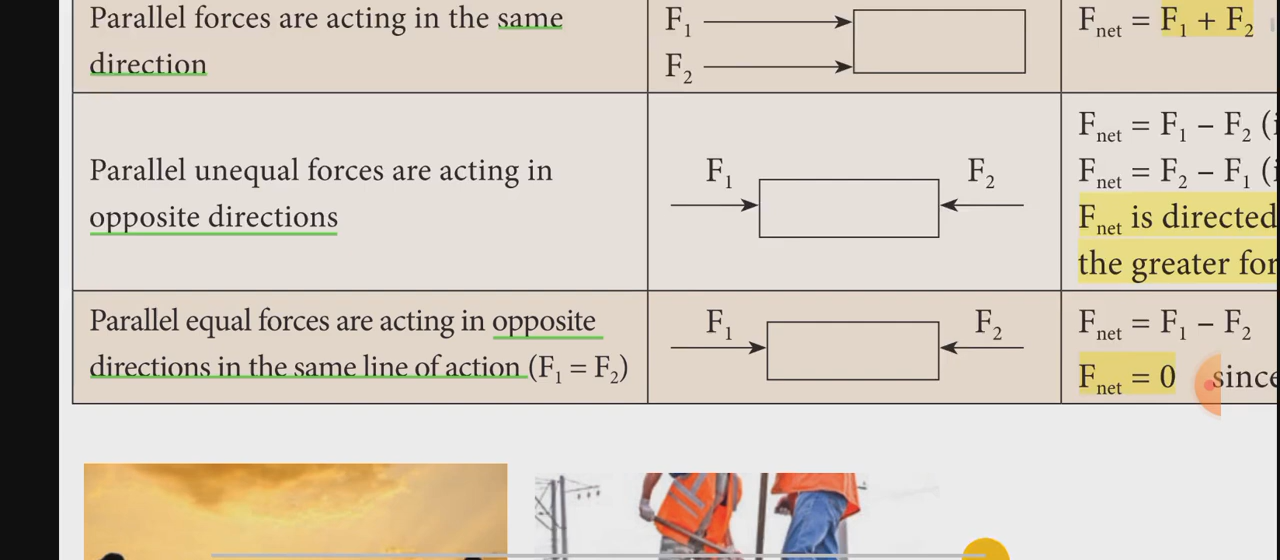 Parallel forces are acting in the same
direction
F₁
F₂
Fₙₑₜ = F₁ + F₂
Parallel unequal forces are acting in
opposite directions
F₁
F₂
Fₙₑₜ = F₁ – F₂ (
Fₙₑₜ = F₂ – F₁ (
Fₙₑₜ is directed
the greater
Parallel equal forces are acting in opposite
directions in the same line of action (F₁ = F₂)
F₁
F₂
Fₙₑₜ = F₁ – F₂
Fₙₑₜ = 0 since